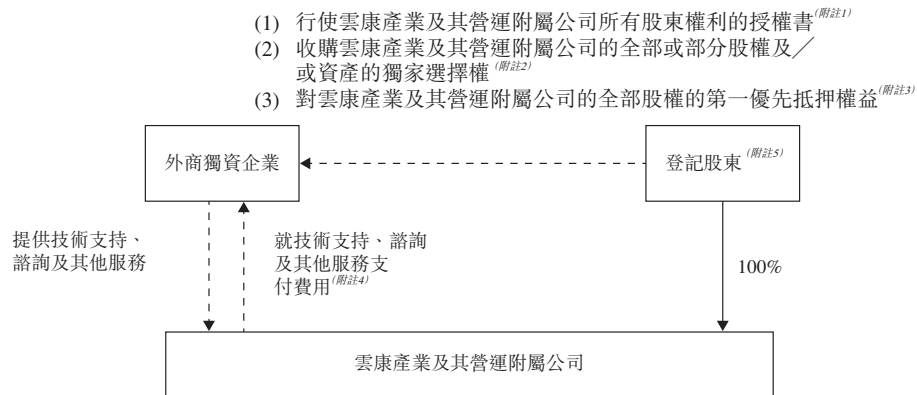 (1) 行使雲康產業及其營運附屬公司所有股東權利的授權書(附註1)
(2) 收購雲康產業及其營運附屬公司的全部或部分股權及／
或資產的獨家選擇權(附註2)
(3) 對雲康產業及其營運附屬公司的全部股權的第一優先抵押權益(附註3)
外商獨資企業
登記股東(附註5)
提供技術支持、
諮詢及其他服務
就技術支持、諮詢
及其他服務支
付費用(附註4)
100%
雲康產業及其營運附屬公司